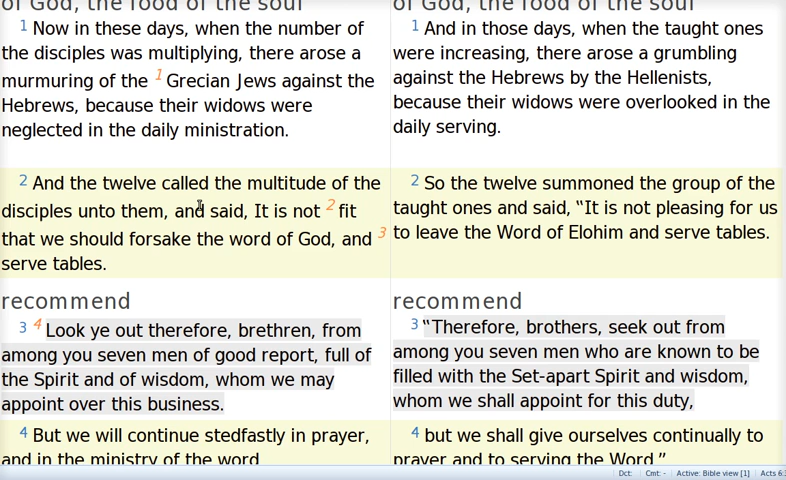 of God, the food of the soul
1 Now in these days, when the number of
the disciples was multiplying, there arose a
murmuring of the 1 Grecian Jews against the
Hebrews, because their widows were
neglected in the daily ministration.
2 And the twelve called the multitude of the
disciples unto them, and said, It is not 2 fit
that we should forsake the word of God, and 3
serve tables.
recommend
3 4 Look ye out therefore, brethren, from
among you seven men of good report, full of
the Spirit and of wisdom, whom we may
appoint over this business.
4 But we will continue stedfastly in prayer,
and in the ministry of the word.
of God, the food of the soul
1 And in those days, when the taught ones
were increasing, there arose a grumbling
against the Hebrews by the Hellenists,
because their widows were overlooked in the
daily serving.
2 So the twelve summoned the group of the
taught ones and said, “It is not pleasing for us
to leave the Word of Elohim and serve tables.
recommend
3 “Therefore, brothers, seek out from
among you seven men who are known to be
filled with the Set-apart Spirit and wisdom,
whom we shall appoint for this duty,
4 but we shall give ourselves continually to
prayer and to serving the Word.”
Dct: Cmt: - Active: Bible view [1] Acts 6: